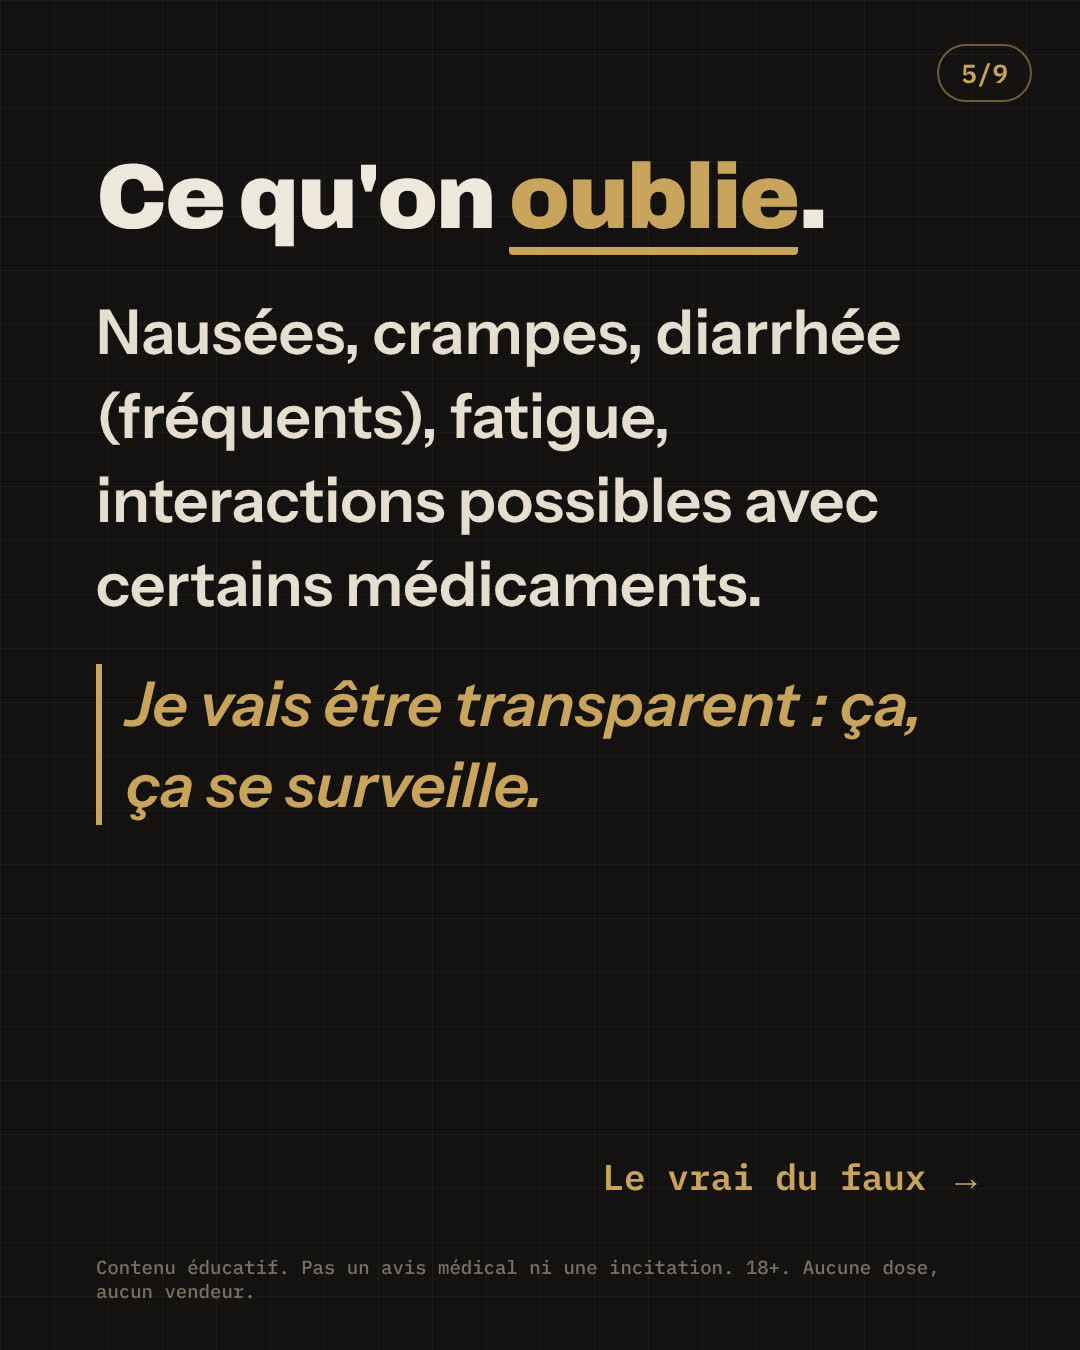 5/9
Ce qu'on oublie.
Nausées, crampes, diarrhée
(fréquents), fatigue,
interactions possibles avec
certains médicaments.
Je vais être transparent : ça,
ça se surveille.
Le vrai du faux →
Contenu éducatif. Pas un avis médical ni une incitation. 18+. Aucune dose,
aucun vendeur.